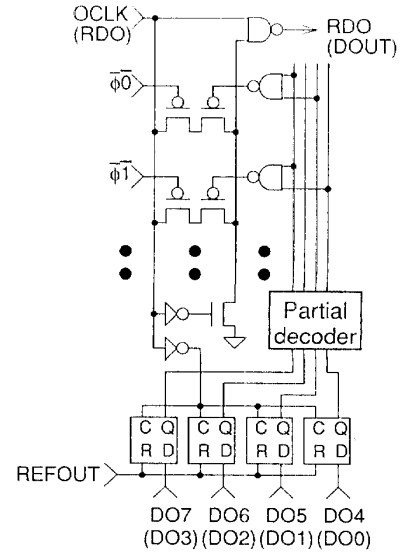 OCLK
(RDO)
RDO
(DOUT)
φ0
φ1
Partial
decoder
C Q C Q C Q C Q
R D R D R D R D
REFOUT
DO7 DO6 DO5 DO4
(DO3) (DO2) (DO1) (DO0)